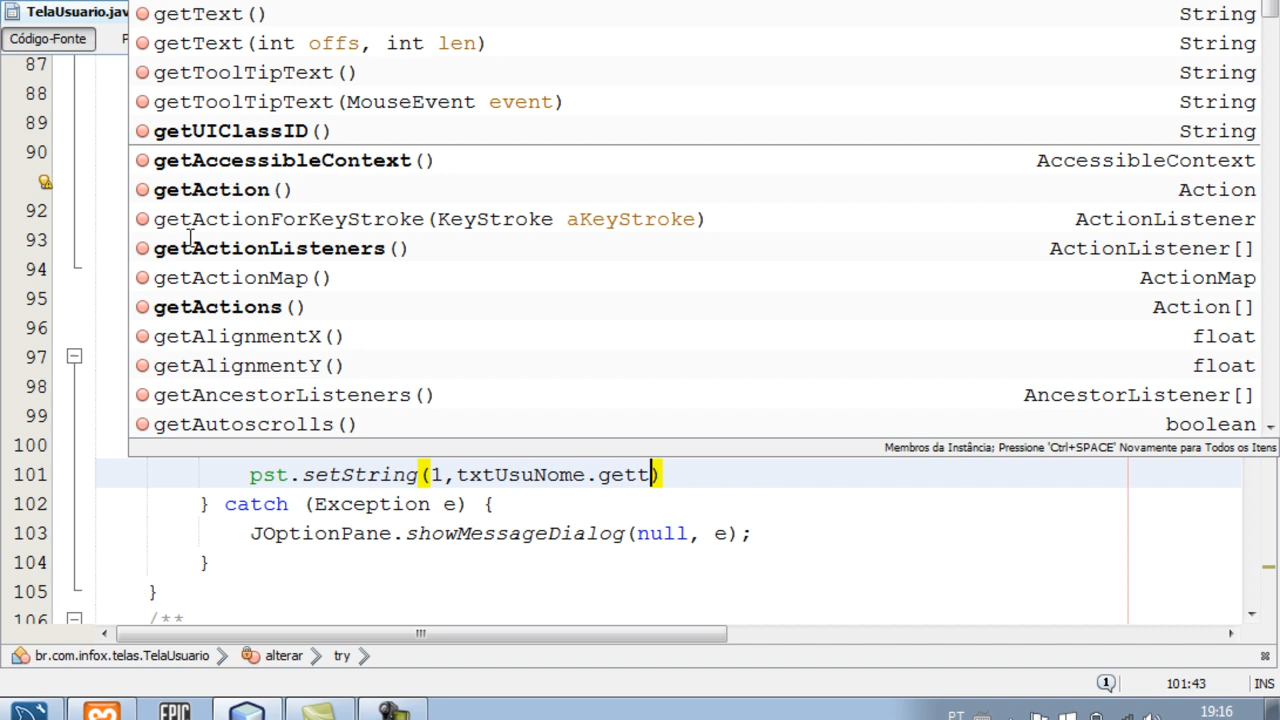 TelaUsuario.jav
Código-Fonte
getText() String
getText(int offs, int len) String
getToolTipText() String
getToolTipText(MouseEvent event) String
getUIClassID() String
getAccessibleContext() AccessibleContext
getAction() Action
getActionForKeyStroke(KeyStroke aKeyStroke) ActionListener
getActionListeners() ActionListener[]
getActionMap() ActionMap
getActions() Action[]
getAlignmentX() float
getAlignmentY() float
getAncestorListeners() AncestorListener[]
getAutoscrolls() boolean
Membros da Instância; Pressione 'Ctrl+SPACE' Novamente para Todos os Itens
87
88
89
90
92
93
94
95
96
97
98
99
100
101 pst.setString(1,txtUsuNome.gett)
102 } catch (Exception e) {
103 JOptionPane.showMessageDialog(null, e);
104 }
105 }
106 /**
br.com.infox.telas.TelaUsuario alterar try
1 101:43 INS
EPIC PT 19:16